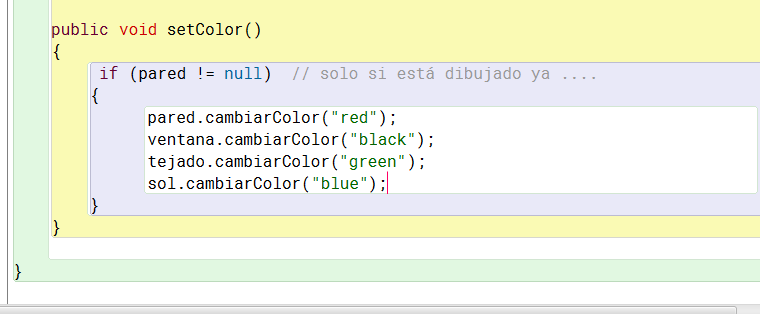 public void setColor()
{
if (pared != null)  // solo si está dibujado ya ....
{
pared.cambiarColor("red");
ventana.cambiarColor("black");
tejado.cambiarColor("green");
sol.cambiarColor("blue");
}
}
}